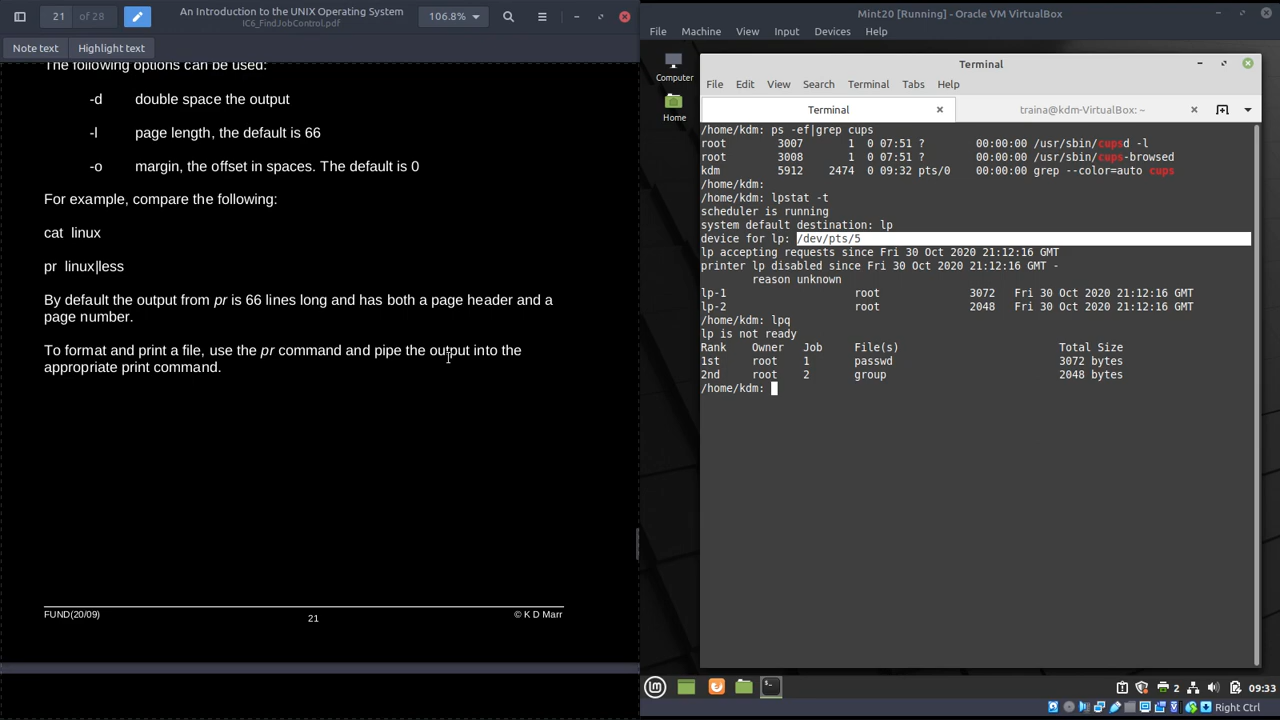 21 of 28
An Introduction to the UNIX Operating System
IC6_FindJobControl.pdf
106.8%
Note text Highlight text
The following options can be used:
-d double space the output
-l page length, the default is 66
-o margin, the offset in spaces. The default is 0
For example, compare the following:
cat linux
pr linux|less
By default the output from pr is 66 lines long and has both a page header and a
page number.
To format and print a file, use the pr command and pipe the output into the
appropriate print command.
FUND(20/09) 21 © K D Marr
Mint20 [Running] - Oracle VM VirtualBox
File Machine View Input Devices Help
Computer
Home
Terminal
File Edit View Search Terminal Tabs Help
Terminal traina@kdm-VirtualBox: ~
/home/kdm: ps -ef|grep cups
root 3007 1 0 07:51 ? 00:00:00 /usr/sbin/cupsd -l
root 3008 1 0 07:51 ? 00:00:00 /usr/sbin/cups-browsed
kdm 5912 2474 0 09:32 pts/0 00:00:00 grep --color=auto cups
/home/kdm:
/home/kdm: lpstat -t
scheduler is running
system default destination: lp
device for lp: /dev/pts/5
lp accepting requests since Fri 30 Oct 2020 21:12:16 GMT
printer lp disabled since Fri 30 Oct 2020 21:12:16 GMT -
reason unknown
lp-1 root 3072 Fri 30 Oct 2020 21:12:16 GMT
lp-2 root 2048 Fri 30 Oct 2020 21:12:16 GMT
/home/kdm: lpq
lp is not ready
Rank Owner Job File(s) Total Size
1st root 1 passwd 3072 bytes
2nd root 2 group 2048 bytes
/home/kdm:
2 09:33
Right Ctrl